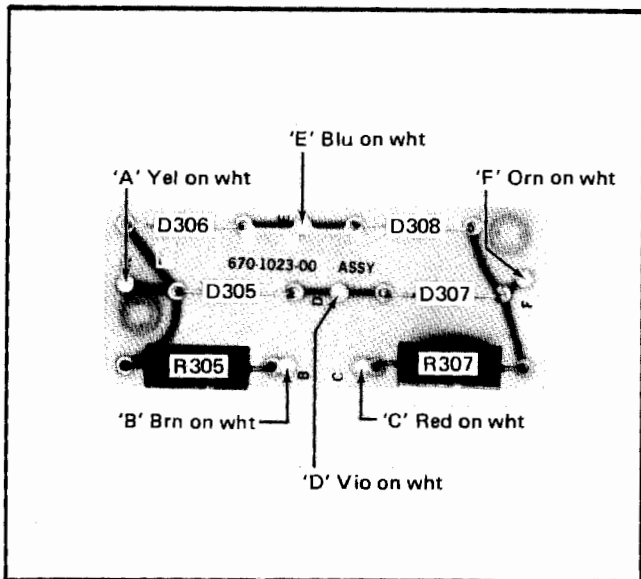 'E' Blu on wht
'A' Yel on wht
'F' Orn on wht
E
D306
D308
670-1023-00 ASSY
D305
D
D307
F
R305
B
C
R307
'B' Brn on wht
'C' Red on wht
'D' Vio on wht